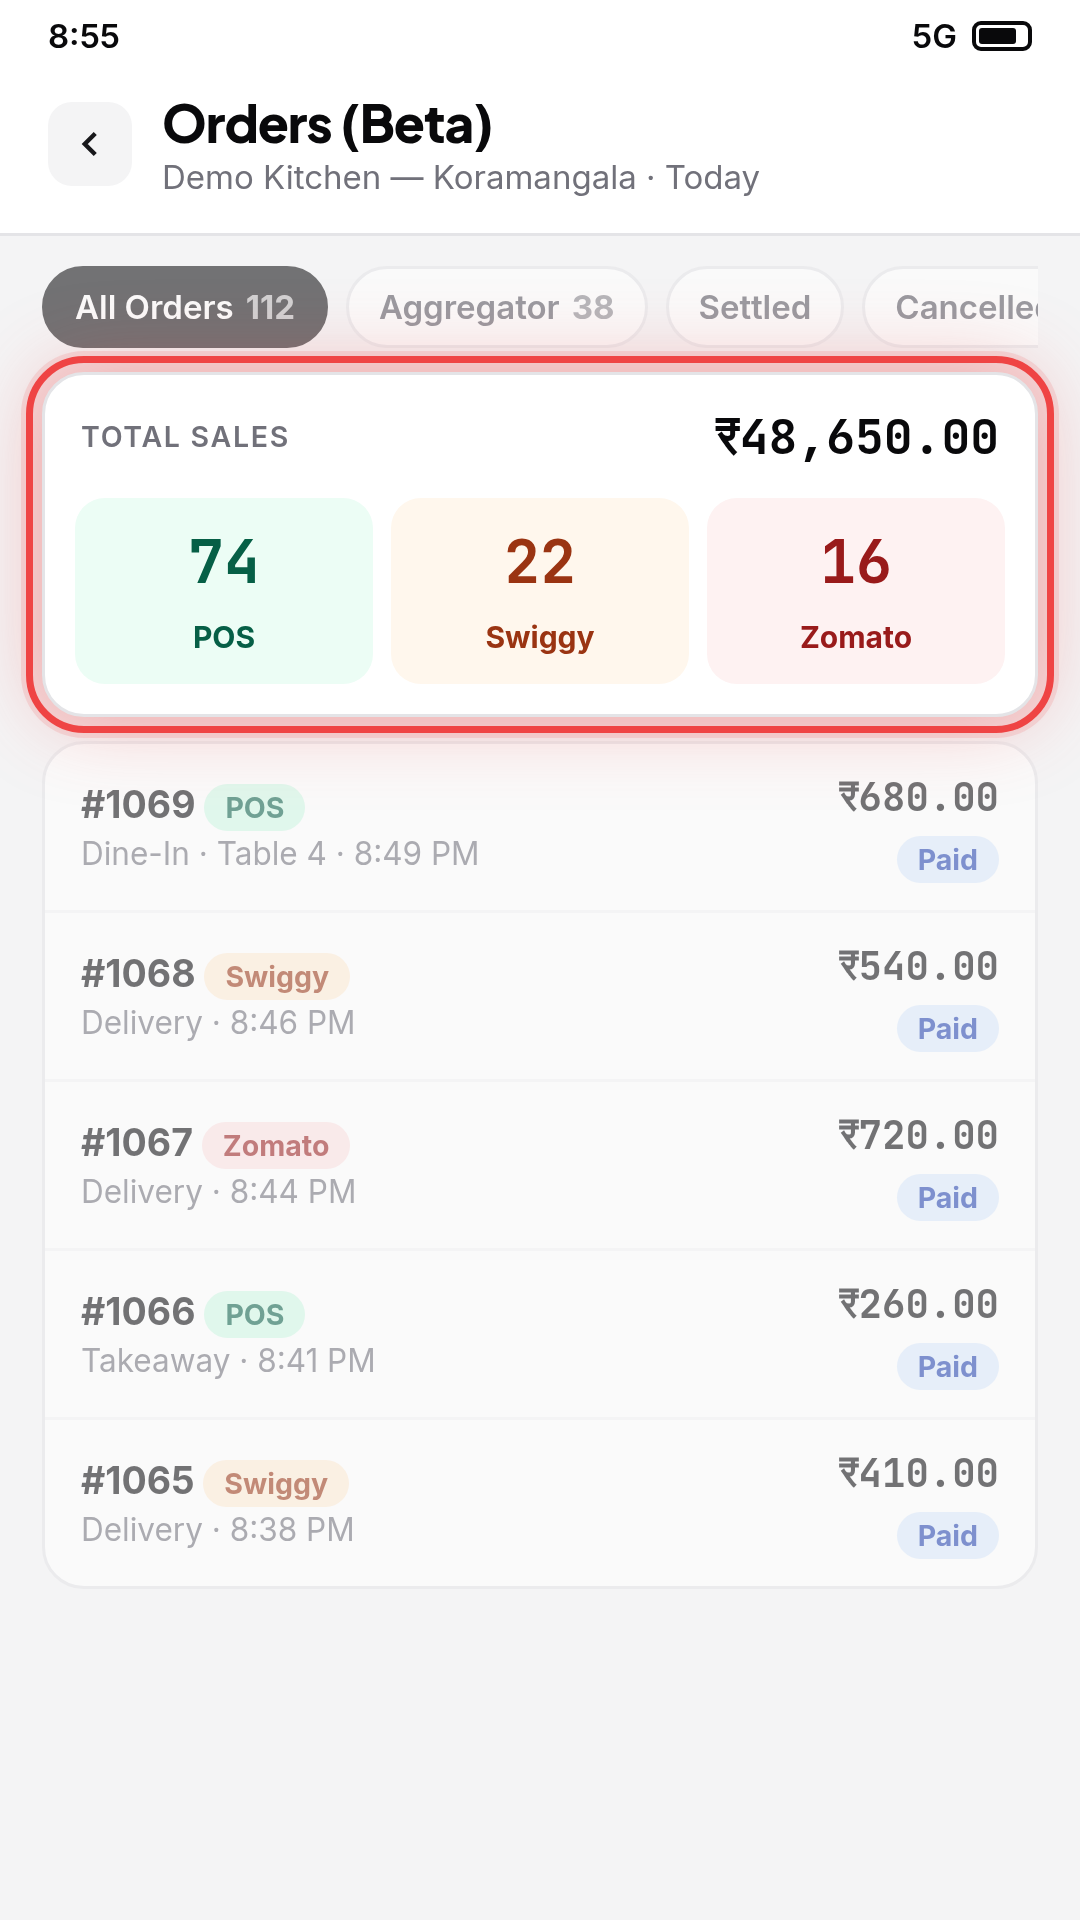 8:55
5G
Orders (Beta)
Demo Kitchen — Koramangala · Today
All Orders 112
Aggregator 38
Settled
Cancelled
TOTAL SALES
₹48,650.00
74
POS
22
Swiggy
16
Zomato
#1069 POS
₹680.00
Dine-In · Table 4 · 8:49 PM
Paid
#1068 Swiggy
₹540.00
Delivery · 8:46 PM
Paid
#1067 Zomato
₹720.00
Delivery · 8:44 PM
Paid
#1066 POS
₹260.00
Takeaway · 8:41 PM
Paid
#1065 Swiggy
₹410.00
Delivery · 8:38 PM
Paid